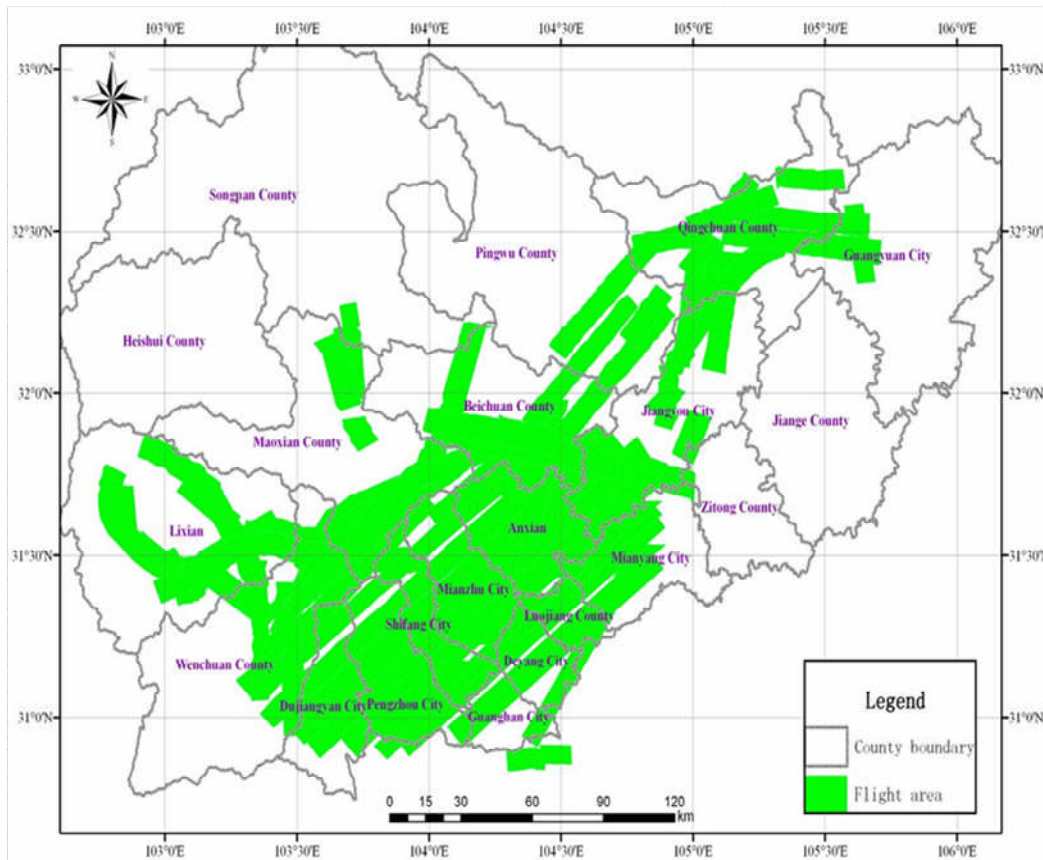 103°0'E 103°30'E 104°0'E 104°30'E 105°0'E 105°30'E 106°0'E
33°0'N 33°0'N
N
W E
S
Songpan County
32°30'N 32°30'N
Qingchuan County
Pingwu County
Guangyuan City
Heishui County
32°0'N 32°0'N
Beichuan County
Jiangyou City
Jiange County
Maoxian County
Zitong County
Lixian
Anxian
31°30'N 31°30'N
Mianyang City
Mianzhu City
Luojiang County
Shifang City
Wenchuan County
Deyang City
Dujiangyan City
Pengzhou City
Guanghan City
31°0'N 31°0'N
Legend
County boundary
Flight area
0 15 30 60 90 120
km
103°0'E 103°30'E 104°0'E 104°30'E 105°0'E 105°30'E 106°0'E